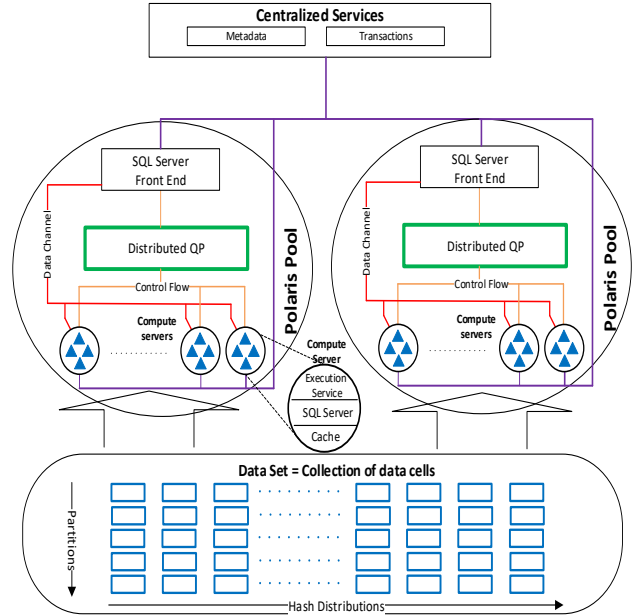 Centralized Services
Metadata
Transactions
SQL Server
Front End
Data Channel
Distributed QP
Control Flow
Compute
servers
Polaris Pool
SQL Server
Front End
Data Channel
Distributed QP
Control Flow
Compute
servers
Polaris Pool
Compute
Server
Execution
Service
SQL Server
Cache
Data Set = Collection of data cells
Partitions
Hash Distributions